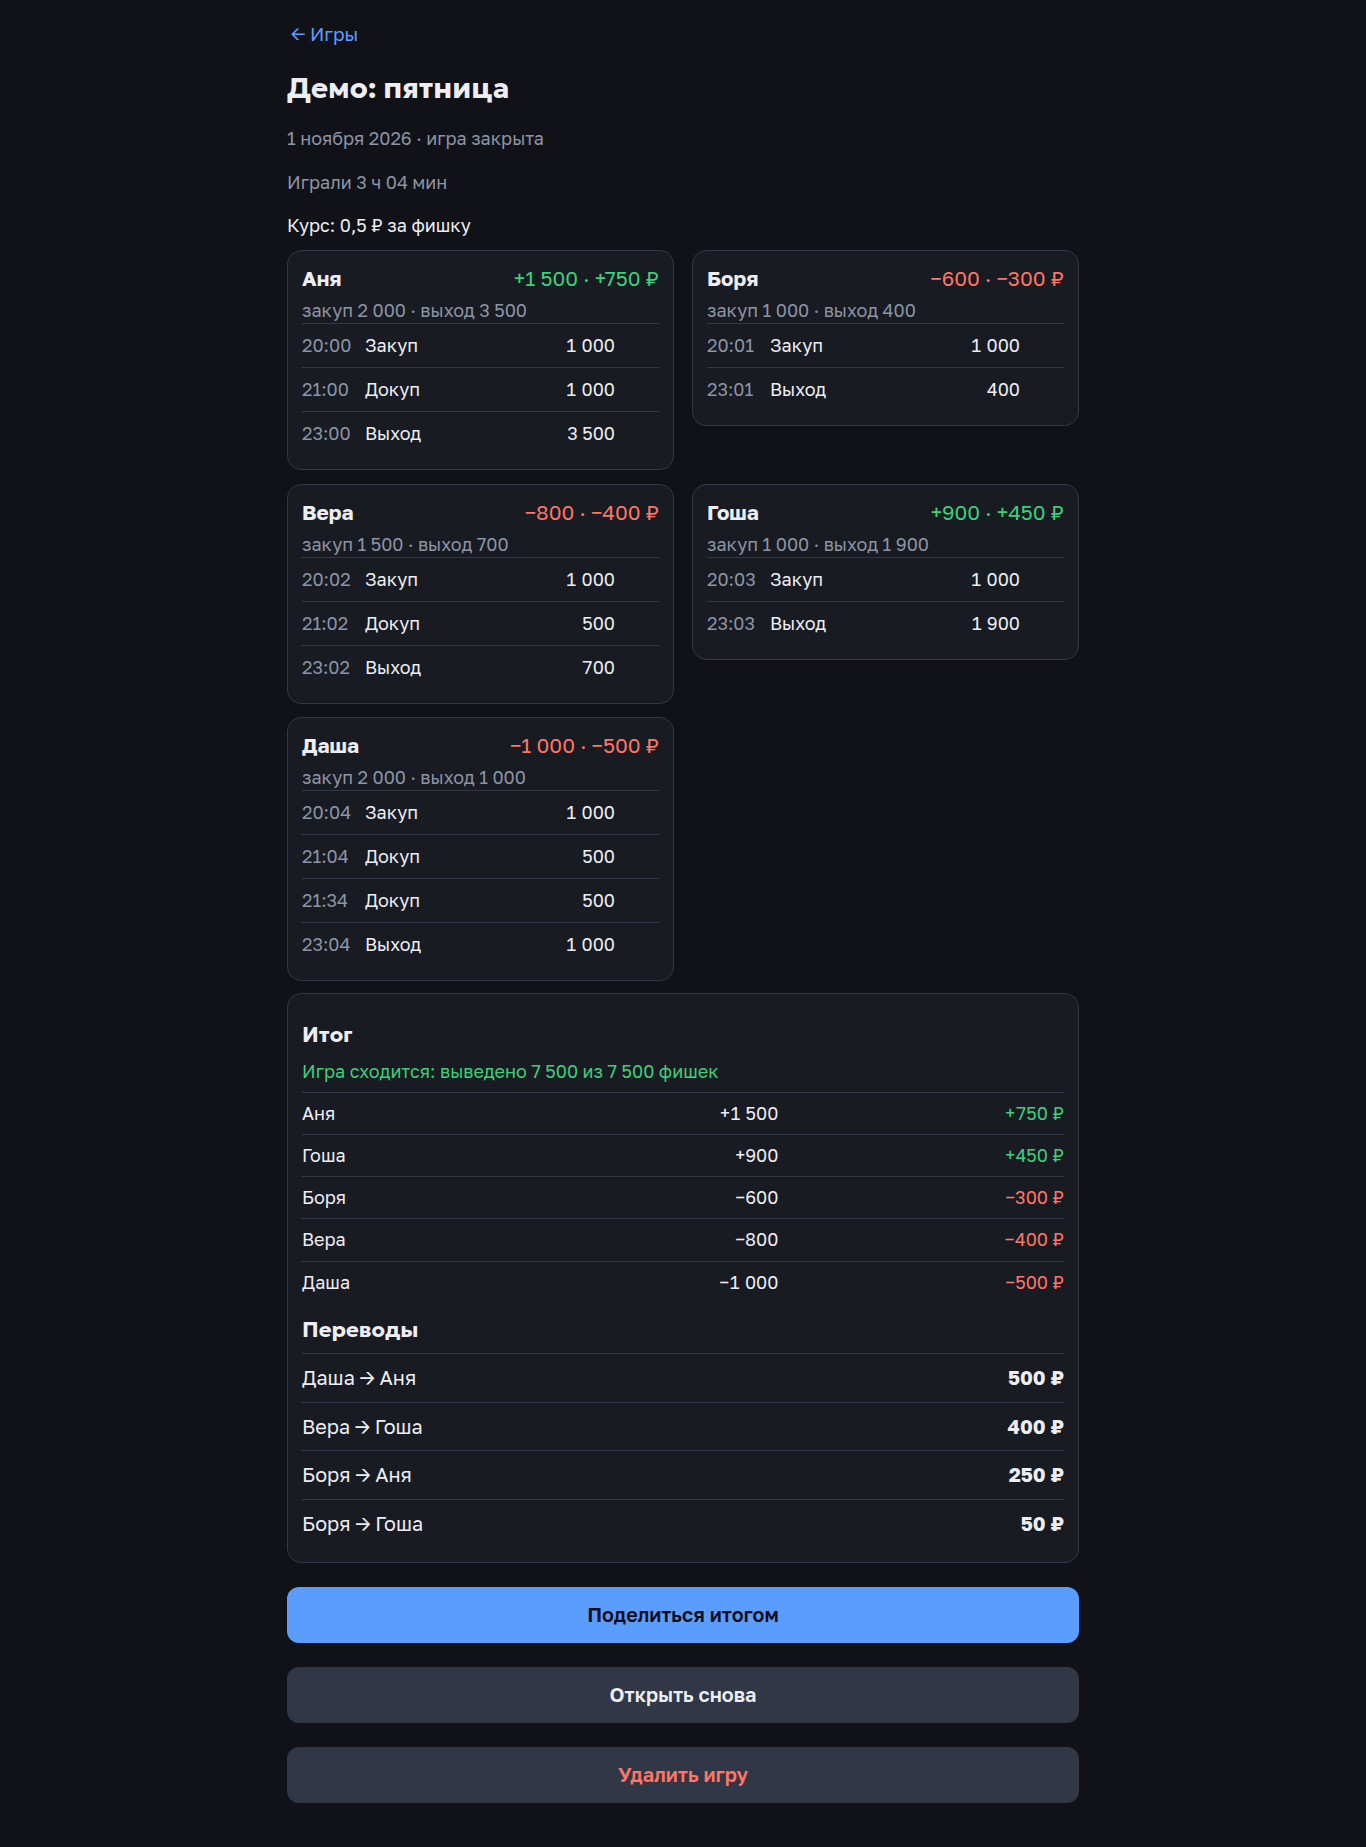 ← Игры
Демо: пятница
1 ноября 2026 · игра закрыта
Играли 3 ч 04 мин
Курс: 0,5 ₽ за фишку
Аня +1 500 · +750 ₽
закуп 2 000 · выход 3 500
20:00 Закуп 1 000
21:00 Докуп 1 000
23:00 Выход 3 500
Боря −600 · −300 ₽
закуп 1 000 · выход 400
20:01 Закуп 1 000
23:01 Выход 400
Вера −800 · −400 ₽
закуп 1 500 · выход 700
20:02 Закуп 1 000
21:02 Докуп 500
23:02 Выход 700
Гоша +900 · +450 ₽
закуп 1 000 · выход 1 900
20:03 Закуп 1 000
23:03 Выход 1 900
Даша −1 000 · −500 ₽
закуп 2 000 · выход 1 000
20:04 Закуп 1 000
21:04 Докуп 500
21:34 Докуп 500
23:04 Выход 1 000
Итог
Игра сходится: выведено 7 500 из 7 500 фишек
Аня +1 500 +750 ₽
Гоша +900 +450 ₽
Боря −600 −300 ₽
Вера −800 −400 ₽
Даша −1 000 −500 ₽
Переводы
Даша → Аня 500 ₽
Вера → Гоша 400 ₽
Боря → Аня 250 ₽
Боря → Гоша 50 ₽
Поделиться итогом
Открыть снова
Удалить игру